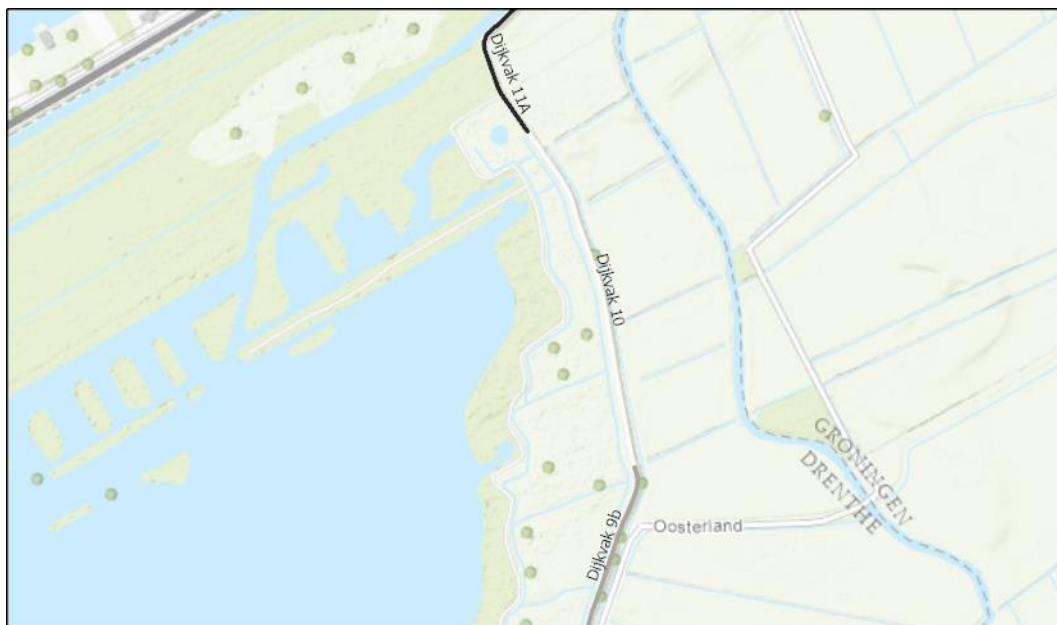 Dijkvak 11A
Dijkvak 10
GRONINGEN
DRENTHE
Dijkvak 9b
Oosterland